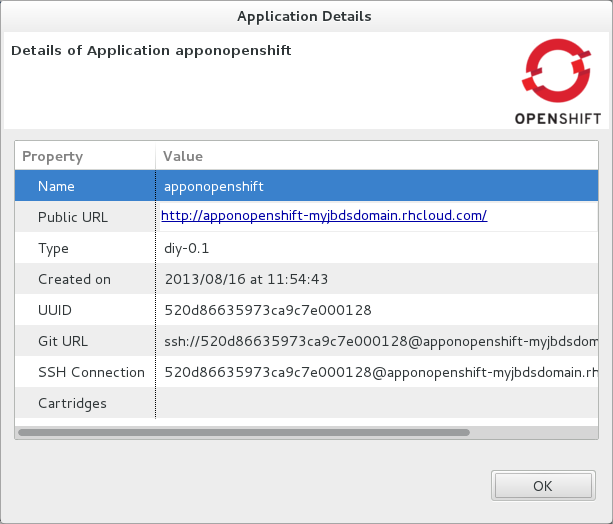 Application Details
Details of Application apponopenshift
OPENSHIFT
Property Value
Name apponopenshift
Public URL http://apponopenshift-myjbdsdomain.rhcloud.com/
Type diy-0.1
Created on 2013/08/16 at 11:54:43
UUID 520d86635973ca9c7e000128
Git URL ssh://520d86635973ca9c7e000128@apponopenshift-myjbdsdom
SSH Connection 520d86635973ca9c7e000128@apponopenshift-myjbdsdomain.rh
Cartridges
OK